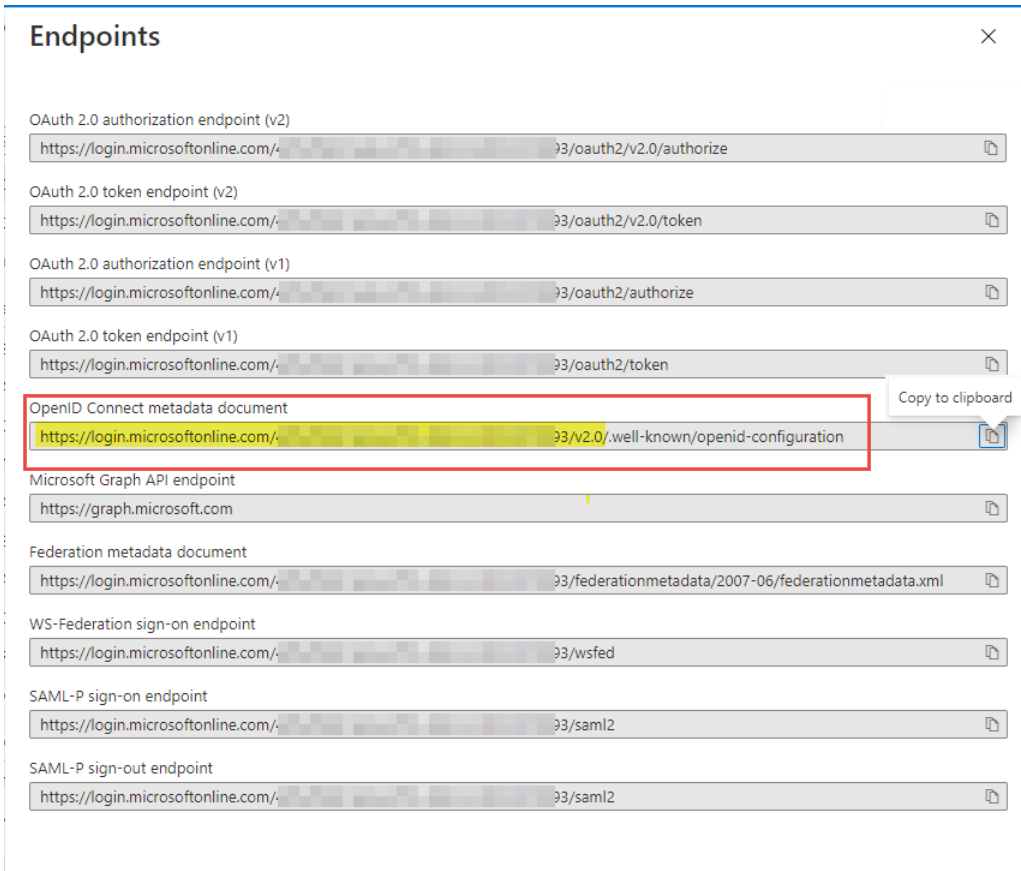 Endpoints
OAuth 2.0 authorization endpoint (v2)
https://login.microsoftonline.com/ 93/oauth2/v2.0/authorize
OAuth 2.0 token endpoint (v2)
https://login.microsoftonline.com/ 93/oauth2/v2.0/token
OAuth 2.0 authorization endpoint (v1)
https://login.microsoftonline.com/ 93/oauth2/authorize
OAuth 2.0 token endpoint (v1)
https://login.microsoftonline.com/ 93/oauth2/token
Copy to clipboard
OpenID Connect metadata document
https://login.microsoftonline.com/ 93/v2.0/.well-known/openid-configuration
Microsoft Graph API endpoint
https://graph.microsoft.com
Federation metadata document
https://login.microsoftonline.com/ 93/federationmetadata/2007-06/federationmetadata.xml
WS-Federation sign-on endpoint
https://login.microsoftonline.com/ 93/wsfed
SAML-P sign-on endpoint
https://login.microsoftonline.com/ 93/saml2
SAML-P sign-out endpoint
https://login.microsoftonline.com/ 93/saml2